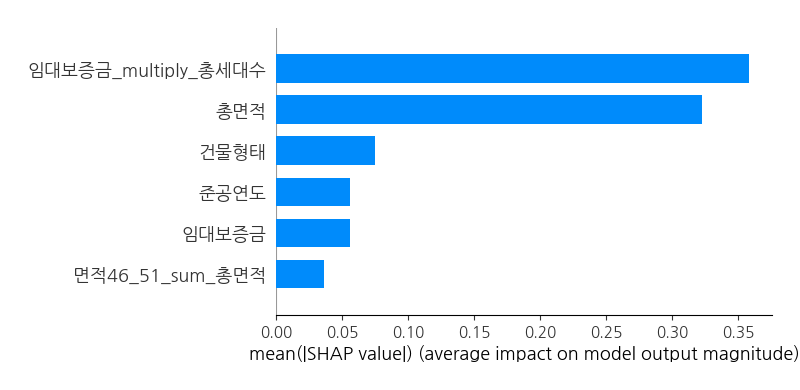 임대보증금_multiply_총세대수
총면적
건물형태
준공연도
임대보증금
면적46_51_sum_총면적
0.00 0.05 0.10 0.15 0.20 0.25 0.30 0.35
mean(|SHAP value|) (average impact on model output magnitude)